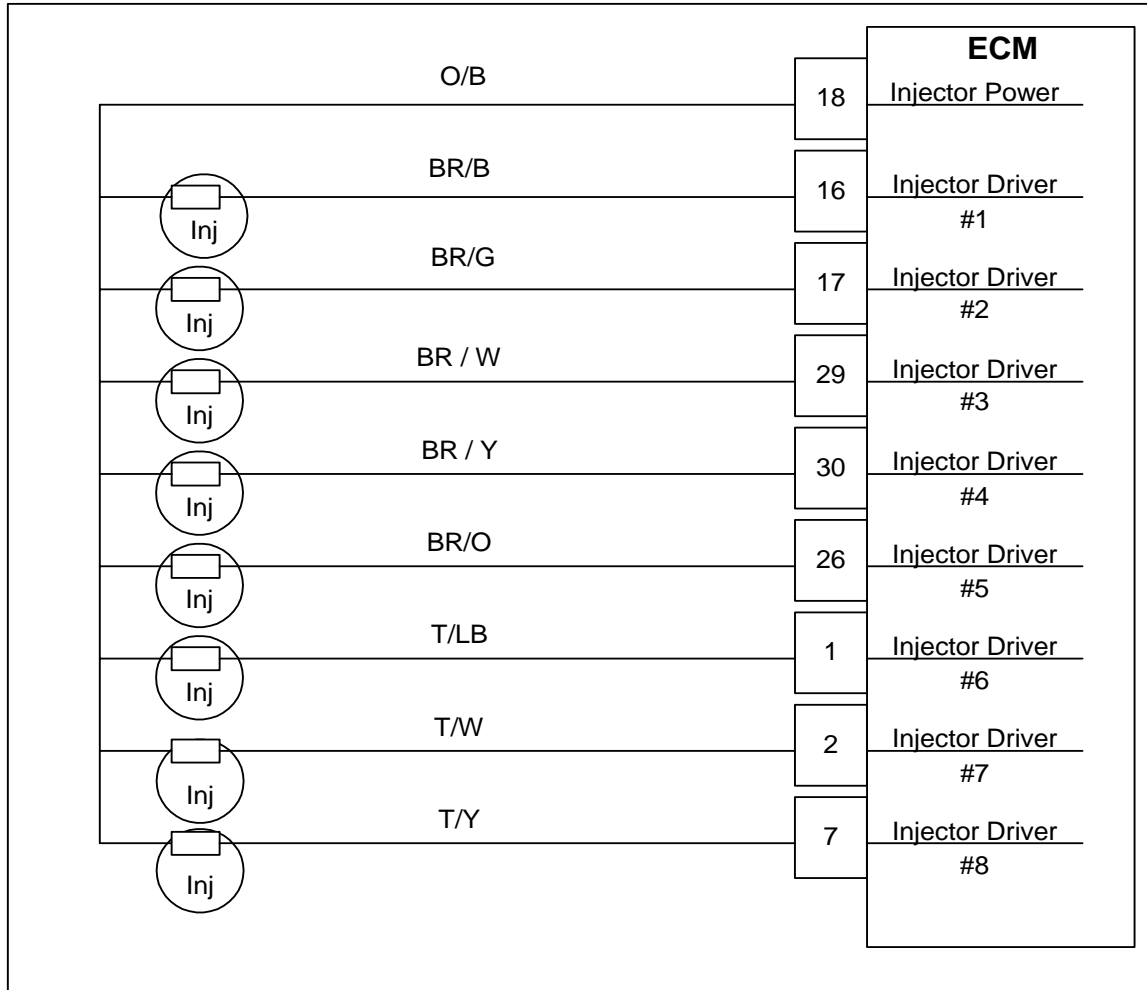 ECM
O/B
18
Injector Power
BR/B
16
Injector Driver
#1
Inj
BR/G
17
Injector Driver
#2
Inj
BR / W
29
Injector Driver
#3
Inj
BR / Y
30
Injector Driver
#4
Inj
BR/O
26
Injector Driver
#5
Inj
T/LB
1
Injector Driver
#6
Inj
T/W
2
Injector Driver
#7
Inj
T/Y
7
Injector Driver
#8
Inj